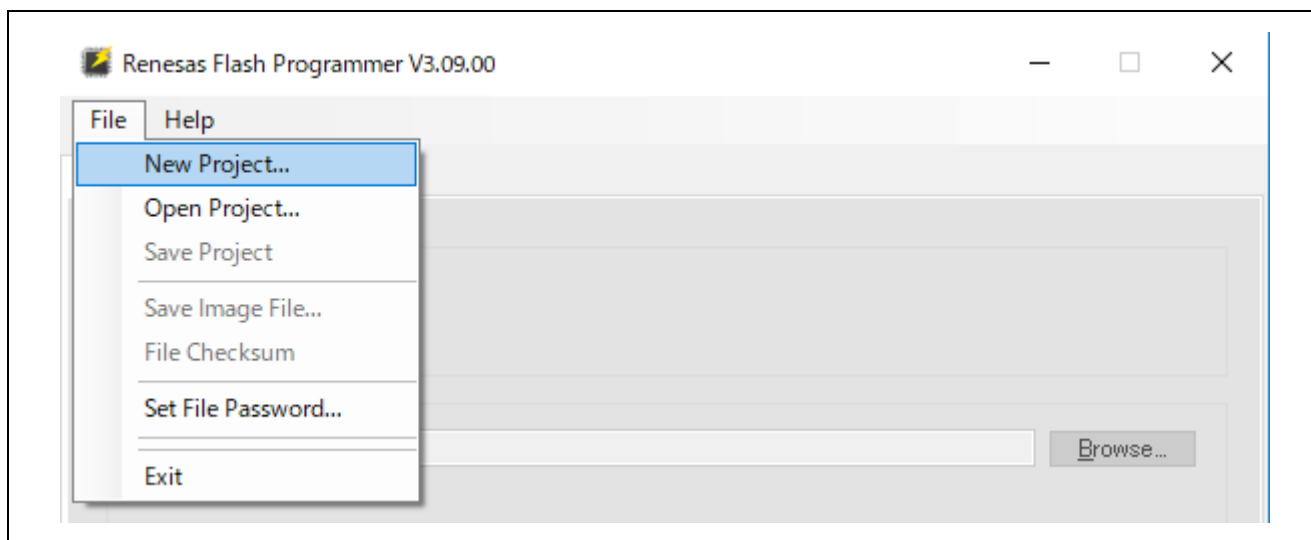 Renesas Flash Programmer V3.09.00
File Help
New Project...
Open Project...
Save Project
Save Image File...
File Checksum
Set File Password...
Browse...
Exit